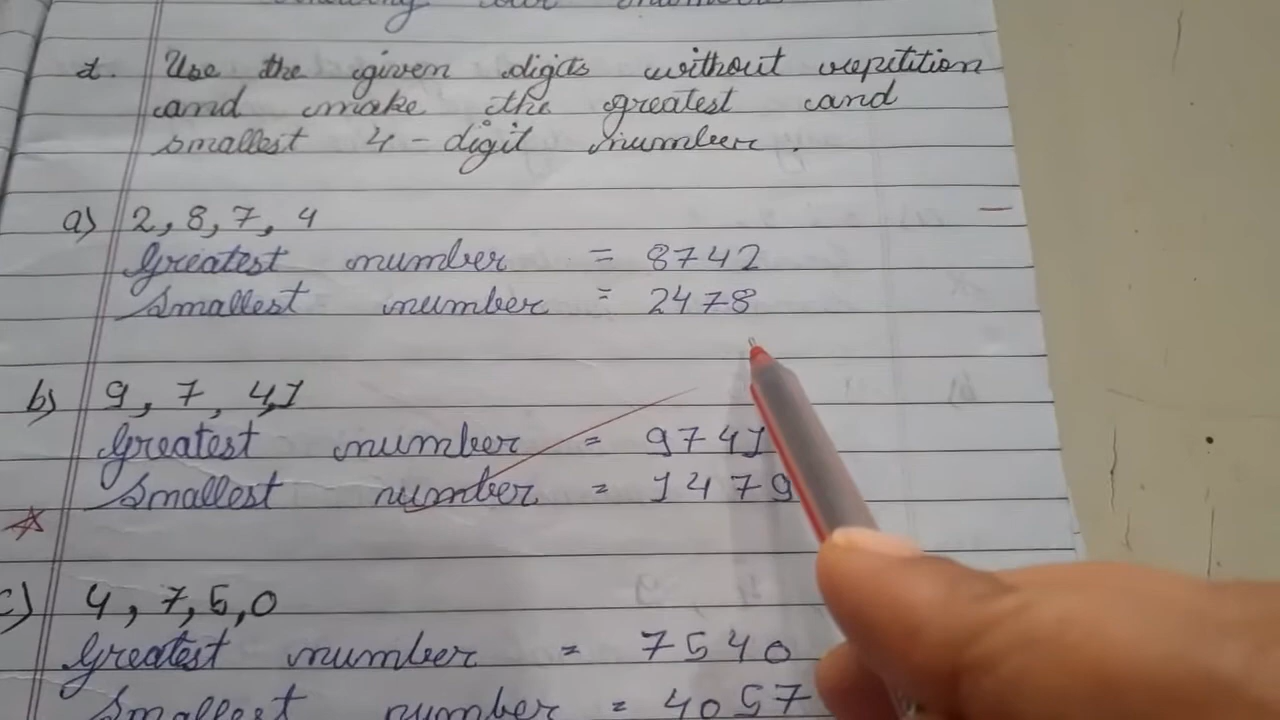 d. Use the given digits without repitition
and make the greatest and
smallest 4-digit number.
a) 2, 8, 7, 4
Greatest number = 8742
Smallest number = 2478
b) 9, 7, 4, 1
Greatest number = 9741
Smallest number = 1479
c) 4, 7, 5, 0
Greatest number = 7540
Smallest number = 4057